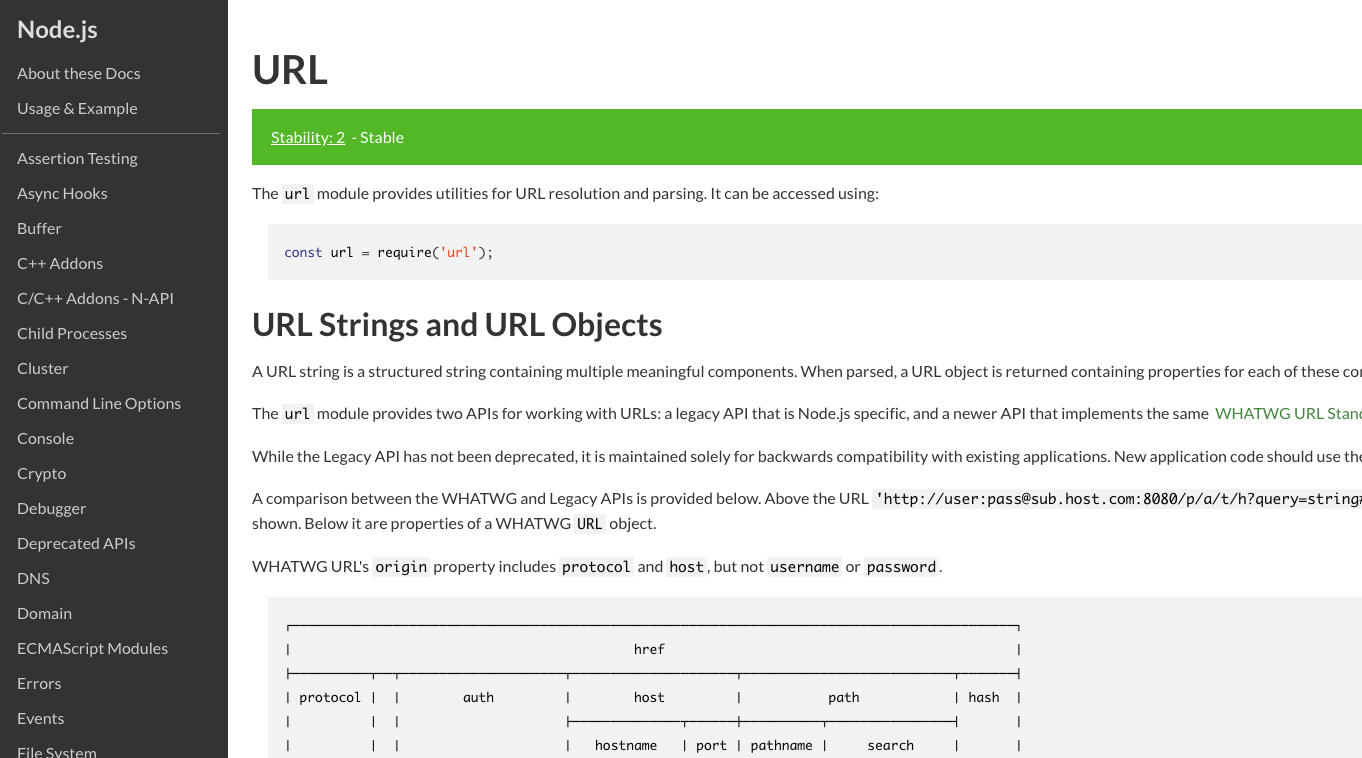 Node.js
About these Docs
Usage & Example
Assertion Testing
Async Hooks
Buffer
C++ Addons
C/C++ Addons - N-API
Child Processes
Cluster
Command Line Options
Console
Crypto
Debugger
Deprecated APIs
DNS
Domain
ECMAScript Modules
Errors
Events
File System
URL
Stability: 2 - Stable
The url module provides utilities for URL resolution and parsing. It can be accessed using:
const url = require('url');
URL Strings and URL Objects
A URL string is a structured string containing multiple meaningful components. When parsed, a URL object is returned containing properties for each of these
The url module provides two APIs for working with URLs: a legacy API that is Node.js specific, and a newer API that implements the same WHATWG URL
While the Legacy API has not been deprecated, it is maintained solely for backwards compatibility with existing applications. New application code should use
A comparison between the WHATWG and Legacy APIs is provided below. Above the URL 'http://user:pass@sub.host.com:8080/p/a/t/h?query=string#
shown. Below it are properties of a WHATWG URL object.
WHATWG URL's origin property includes protocol and host, but not username or password.
href
protocol auth host path hash
hostname port pathname search